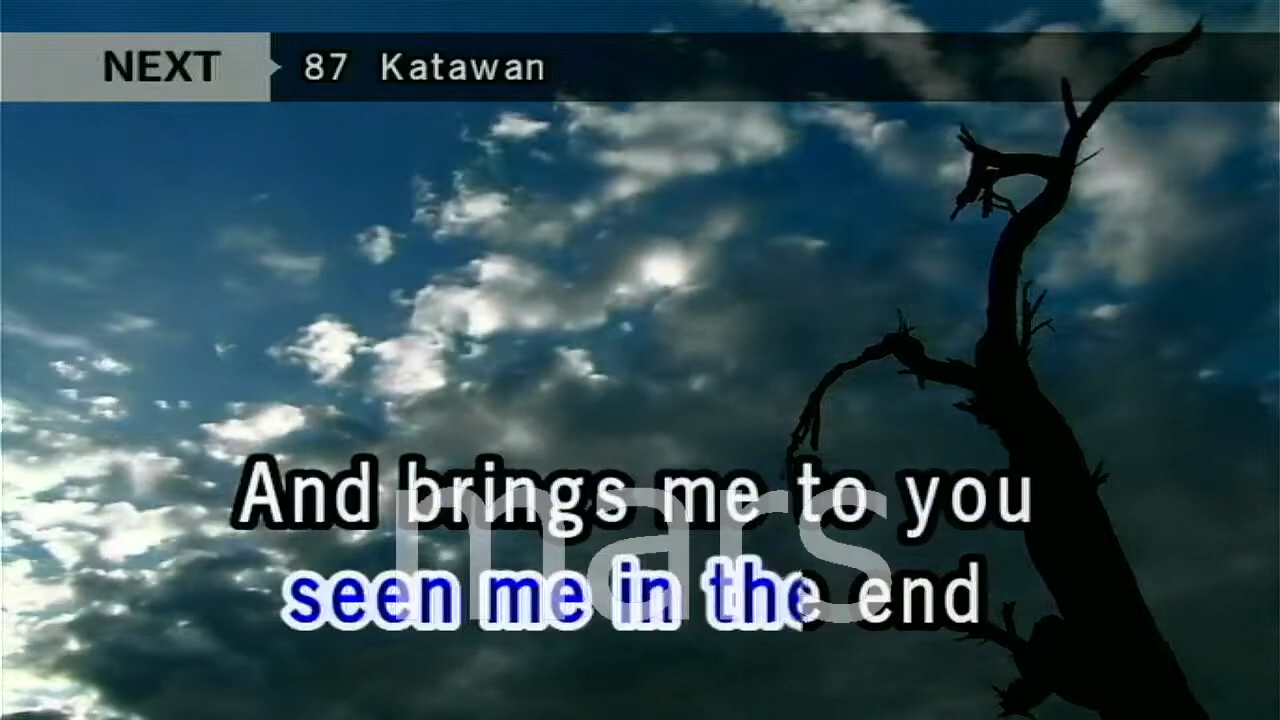 NEXT 87 Katawan
And brings me to you
seen me in the end
mars